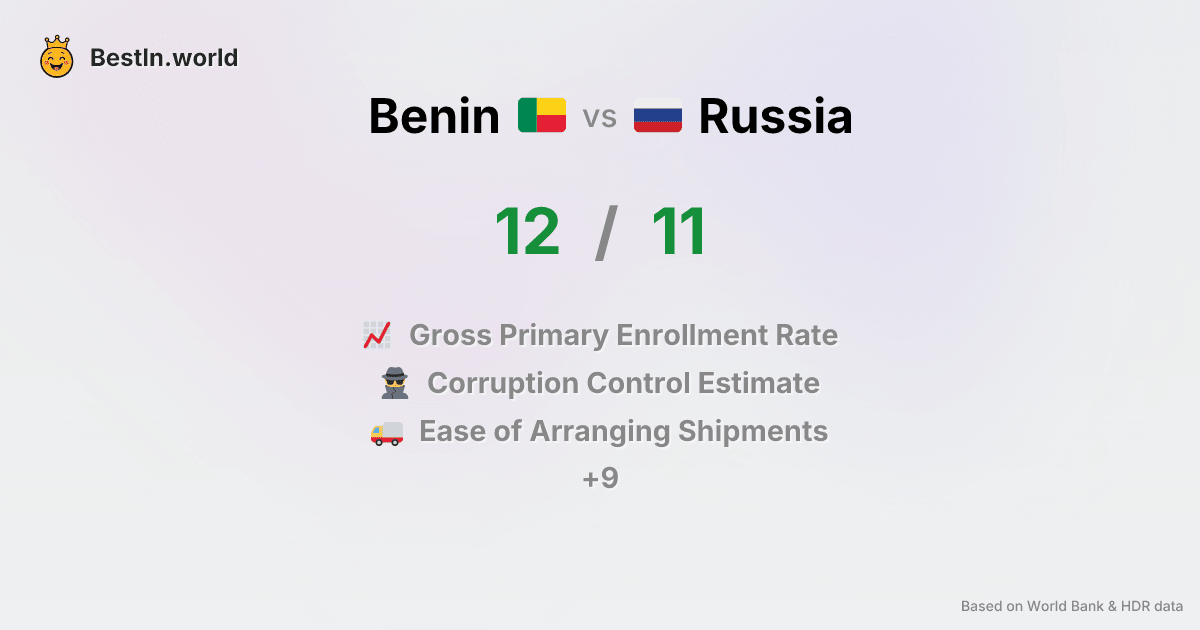 BestIn.world
Benin vs Russia
12 / 11
Gross Primary Enrollment Rate
Corruption Control Estimate
Ease of Arranging Shipments
+9
Based on World Bank & HDR data